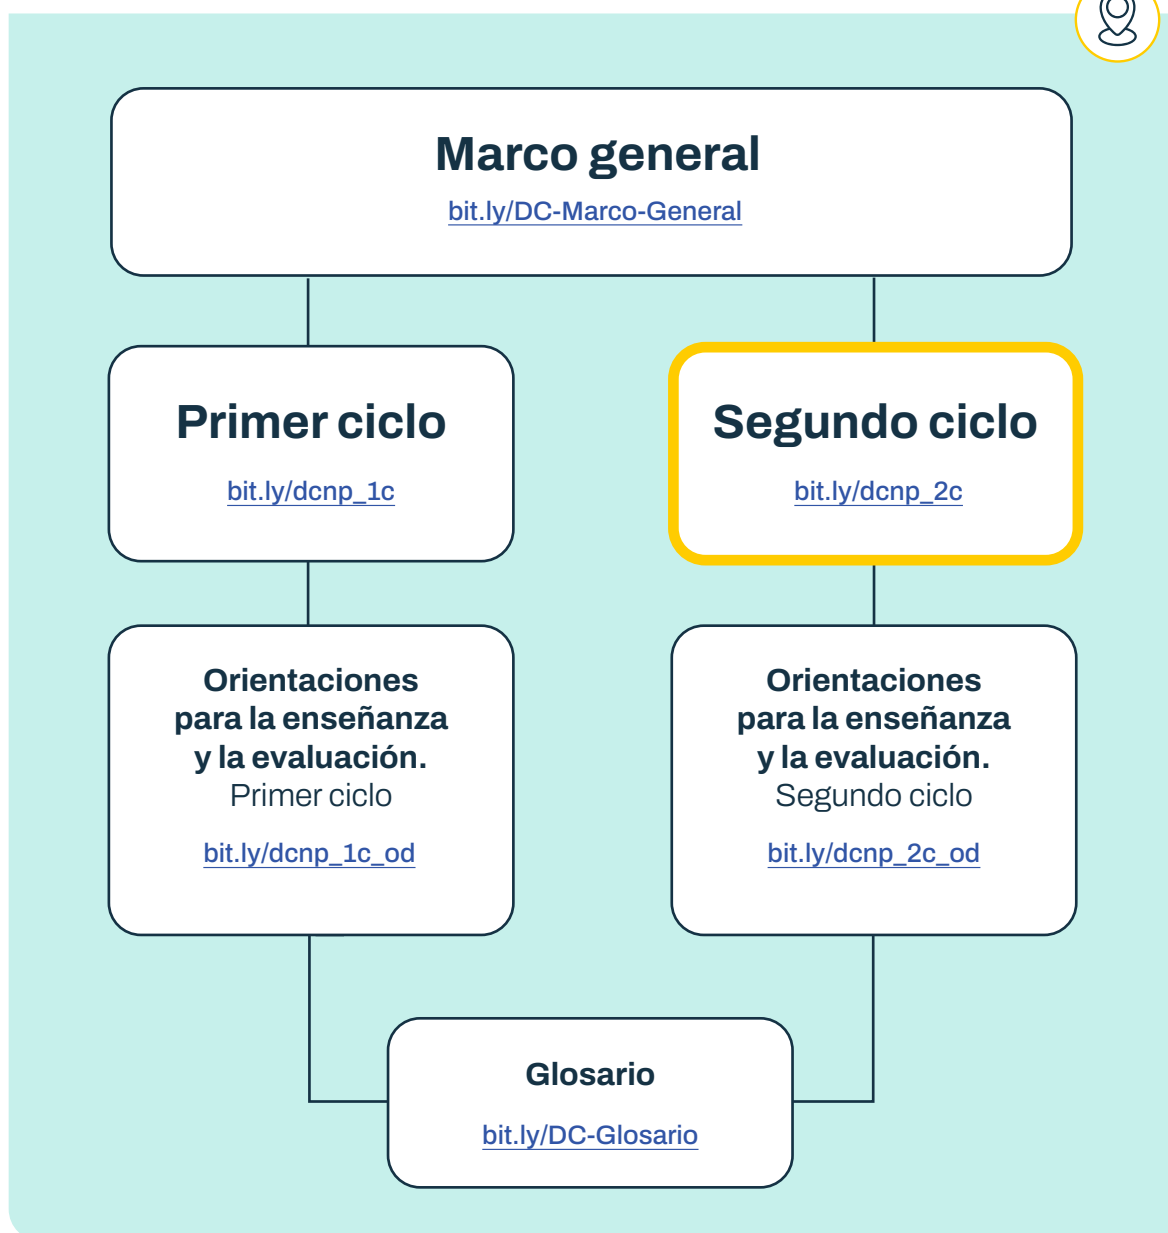 Marco general
bit.ly/DC-Marco-General
Primer ciclo
bit.ly/dcnp_1c
Segundo ciclo
bit.ly/dcnp_2c
Orientaciones
para la enseñanza
y la evaluación.
Primer ciclo
bit.ly/dcnp_1c_od
Orientaciones
para la enseñanza
y la evaluación.
Segundo ciclo
bit.ly/dcnp_2c_od
Glosario
bit.ly/DC-Glosario